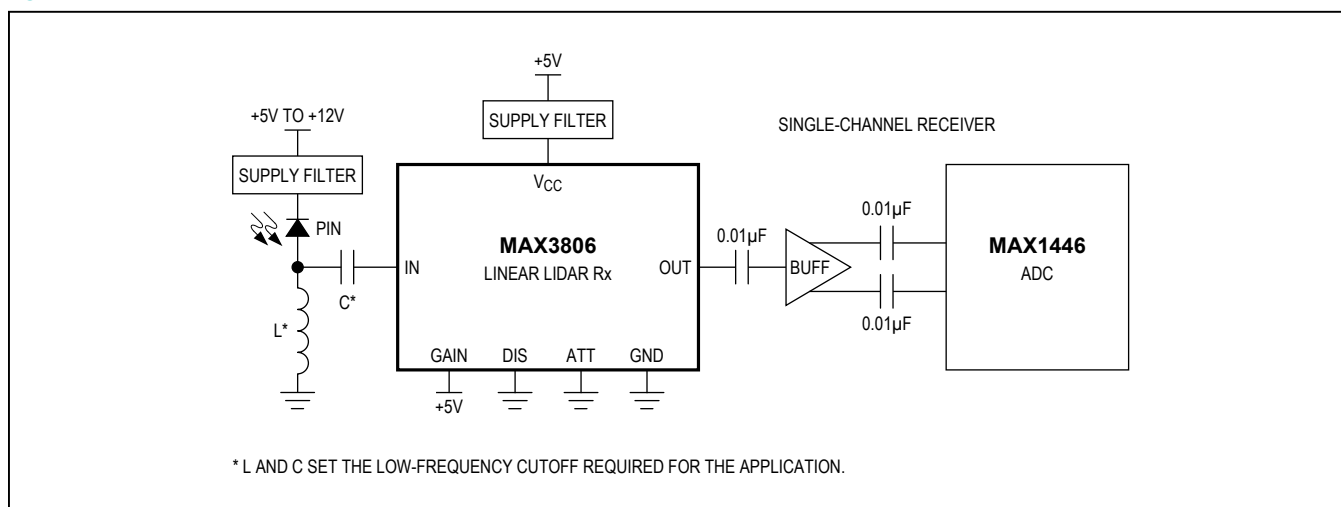 +5V
+5V TO +12V
SUPPLY FILTER
SINGLE-CHANNEL RECEIVER
SUPPLY FILTER
PIN
C*
L*
VCC
MAX3806
LINEAR LIDAR Rx
IN
OUT
GAIN
DIS
ATT
GND
+5V
0.01µF
BUFF
0.01µF
0.01µF
MAX1446
ADC
* L AND C SET THE LOW-FREQUENCY CUTOFF REQUIRED FOR THE APPLICATION.